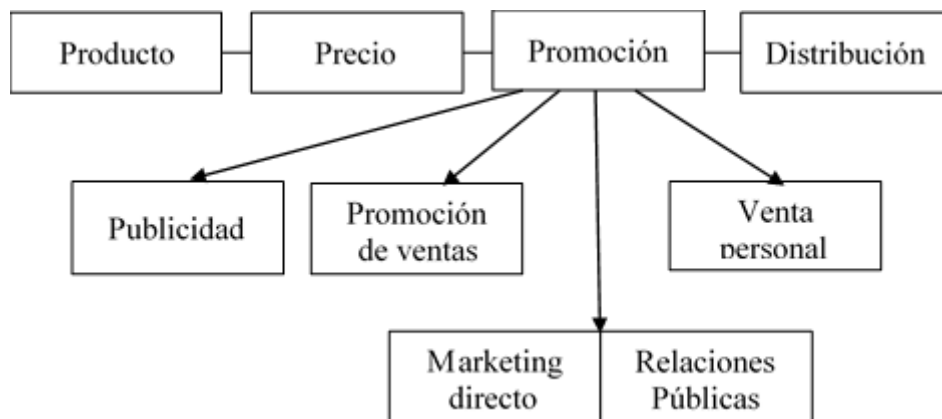 Producto
Precio
Promoción
Distribución
Publicidad
Promoción
de ventas
Venta
personal
Marketing
directo
Relaciones
Públicas